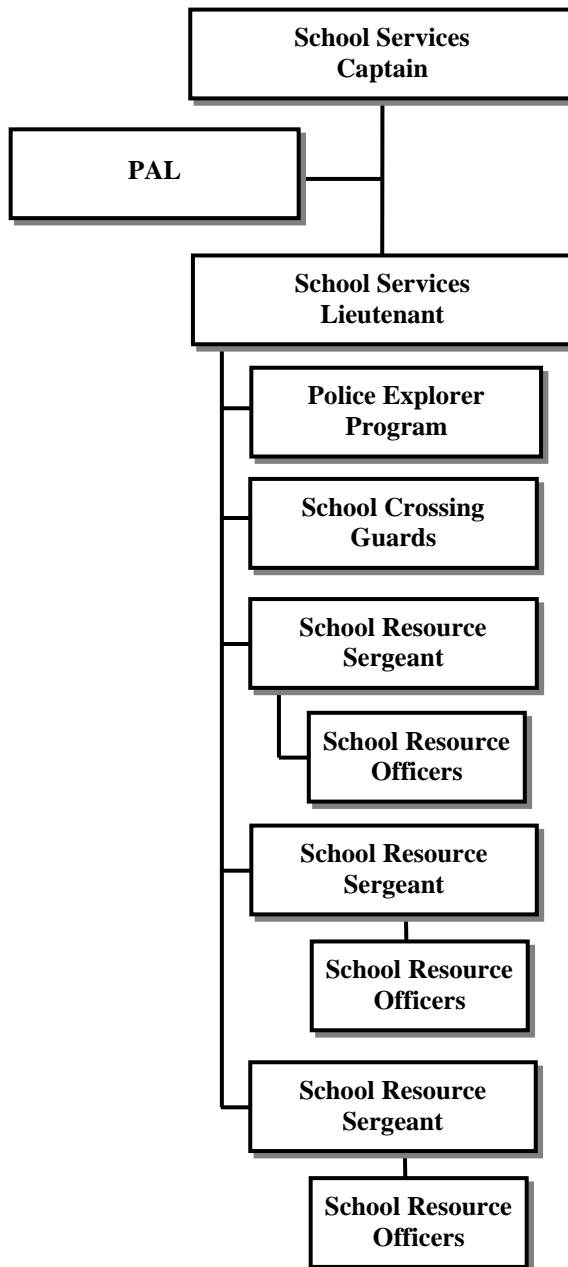 School Services
Captain
PAL
School Services
Lieutenant
Police Explorer
Program
School Crossing
Guards
School Resource
Sergeant
School Resource
Officers
School Resource
Sergeant
School Resource
Officers
School Resource
Sergeant
School Resource
Officers